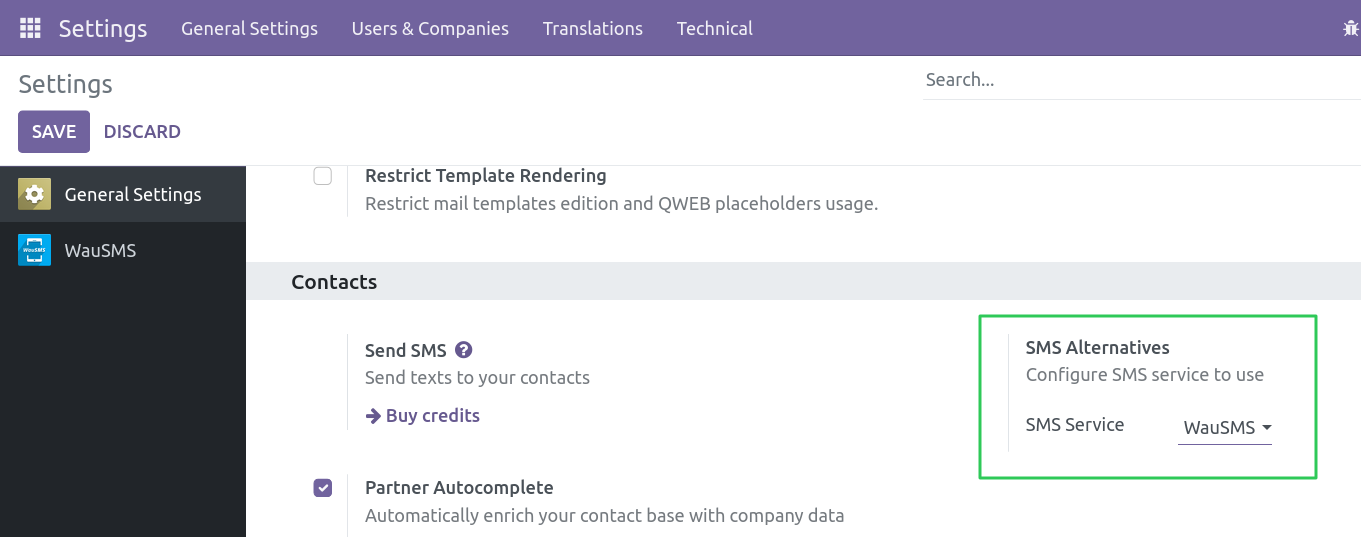 Settings General Settings Users & Companies Translations Technical
Settings
Search...
SAVE DISCARD
General Settings
WauSMS
WauSMS
Restrict Template Rendering
Restrict mail templates edition and QWEB placeholders usage.
Contacts
Send SMS ?
Send texts to your contacts
Buy credits
SMS Alternatives
Configure SMS service to use
SMS Service WauSMS
Partner Autocomplete
Automatically enrich your contact base with company data